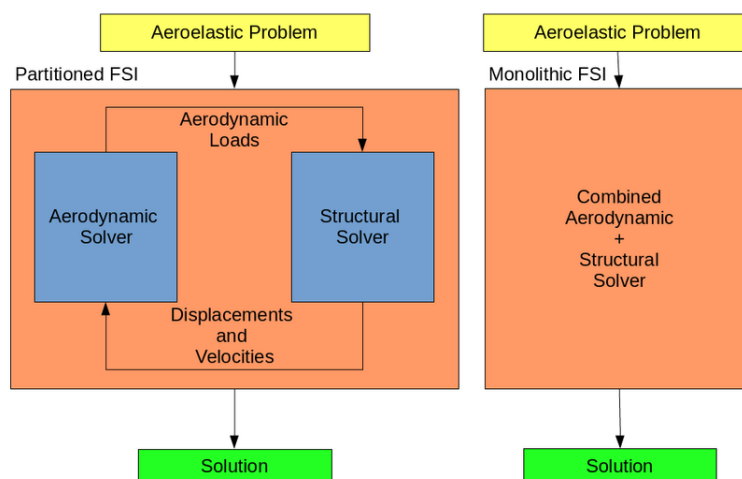 Aeroelastic Problem
Partitioned FSI
Aerodynamic
Loads
Aerodynamic
Solver
Structural
Solver
Displacements
and
Velocities
Solution
Aeroelastic Problem
Monolithic FSI
Combined
Aerodynamic
+
Structural
Solver
Solution